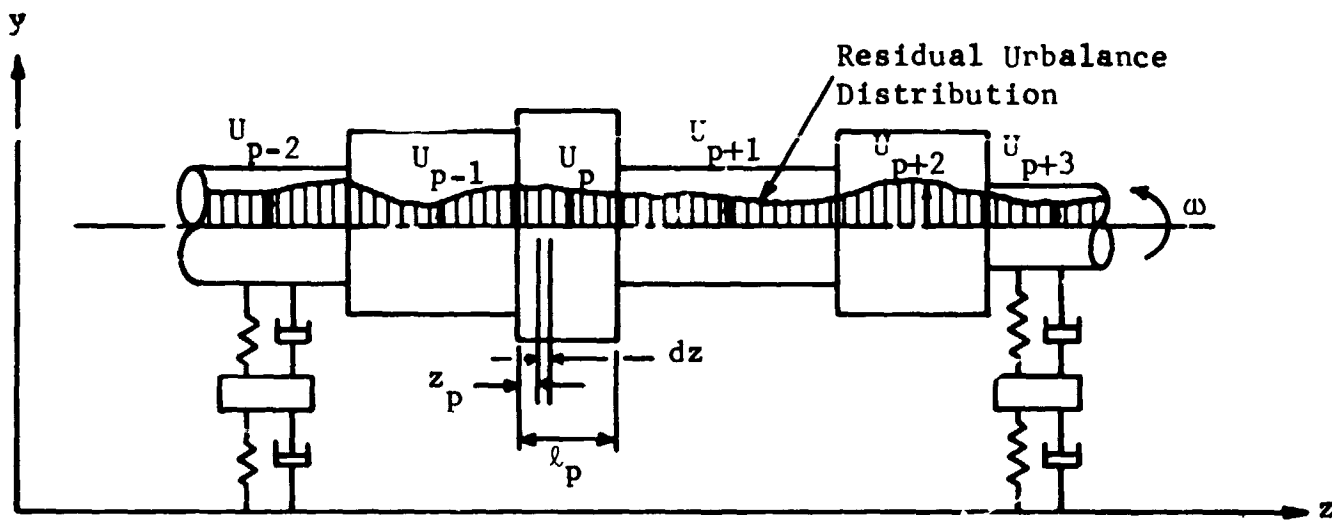 y
Residual Urbalance
Distribution
U p-2
U p-1
U p
U p+1
U p+2
U p+3
ω
dz
z p
ℓ p
z